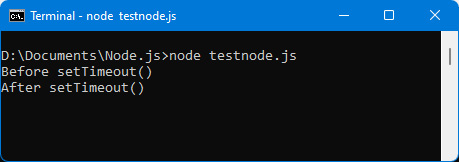 Terminal - node testnode.js
D:\Documents\Node.js>node testnode.js
Before setTimeout()
After setTimeout()